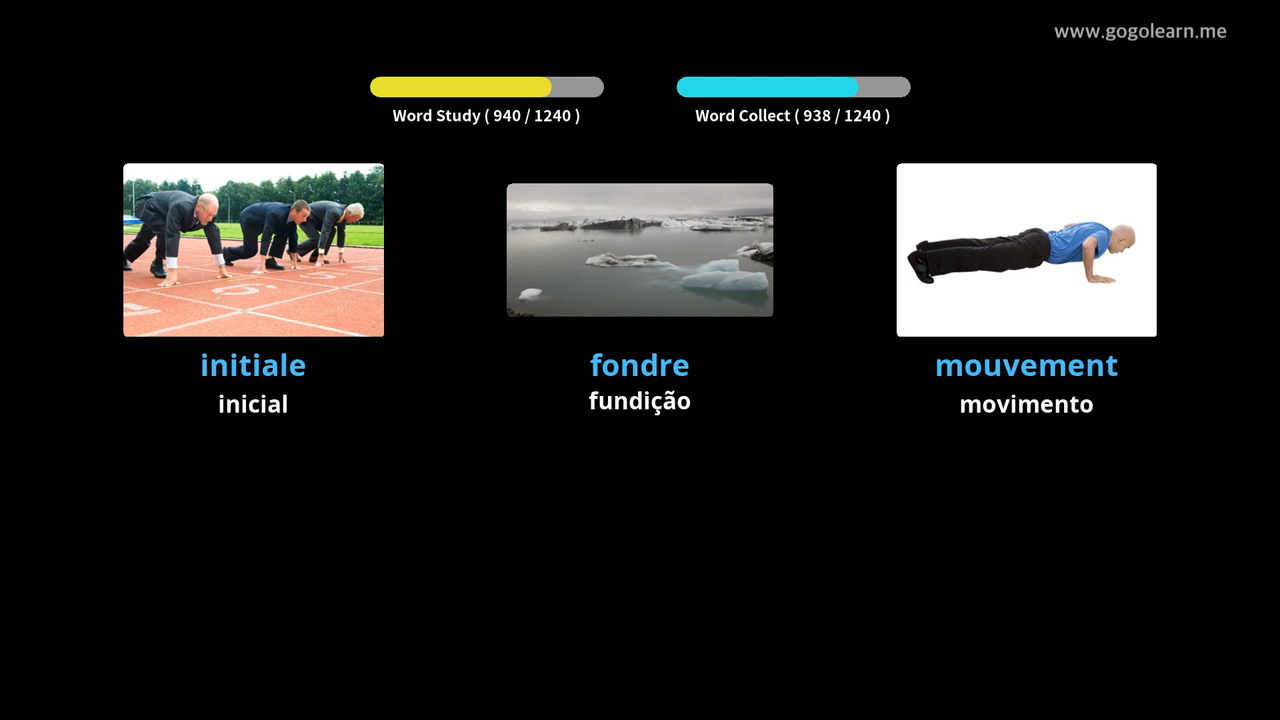 www.gogolearn.me
Word Study ( 940 / 1240 )
Word Collect ( 938 / 1240 )
initiale
inicial
fondre
fundição
mouvement
movimento